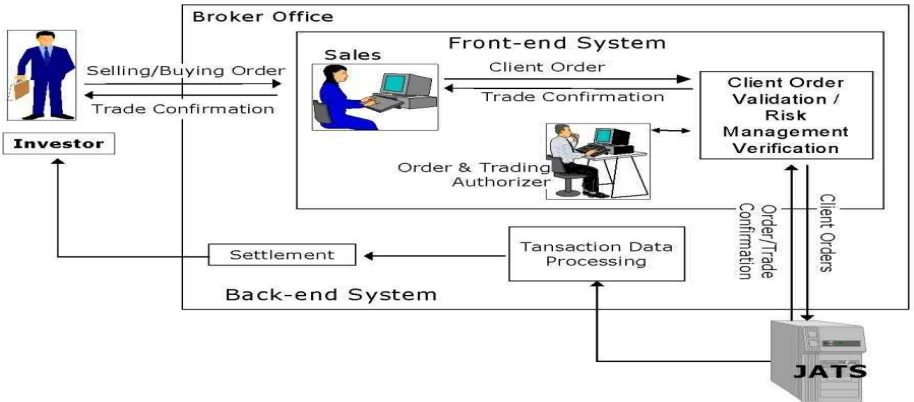 Broker Office
Front-end System
Sales
Selling/Buying Order
Trade Confirmation
Investor
Client Order
Trade Confirmation
Client Order
Validation /
Risk
Management
Verification
Order & Trading
Authorizer
Order/Trade
Confirmation
Client Orders
Settlement
Tansaction Data
Processing
Back-end System
JATS